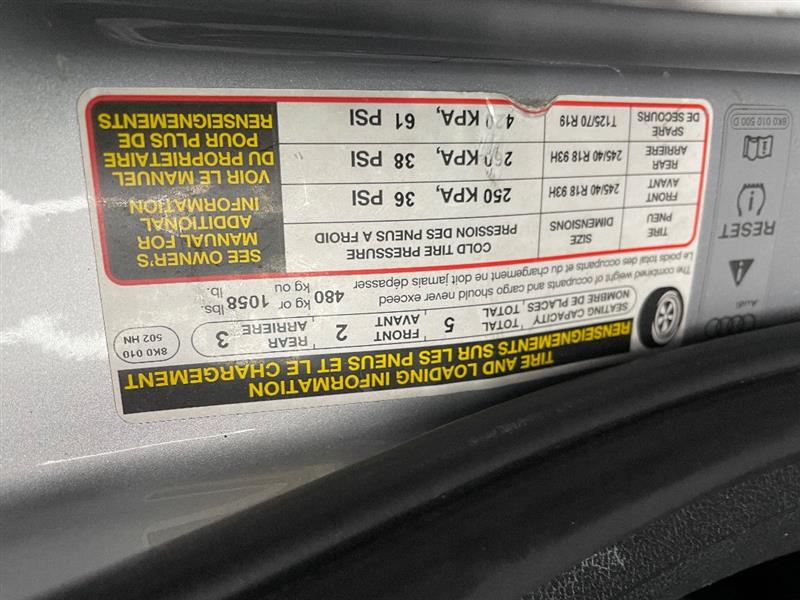 TIRE AND LOADING INFORMATION
RENSEIGNEMENTS SUR LES PNEUS ET LE CHARGEMENT
SEATING CAPACITY
NOMBRE DE PLACES
TOTAL
TOTAL
5
FRONT
AVANT
2
REAR
ARRIÈRE
3
8K0 010
502 HN
The combined weight of occupants and cargo should never exceed
Le poids total des occupants et du chargement ne doit jamais dépasser
480 kg or 1058 lbs.
kg ou lb.
TIRE
PNEU
SIZE
DIMENSIONS
COLD TIRE PRESSURE
PRESSION DES PNEUS A FROID
SEE OWNER'S
MANUAL FOR
ADDITIONAL
INFORMATION
VOIR LE MANUEL
DU PROPRIÉTAIRE
POUR PLUS DE
RENSEIGNEMENTS
FRONT
AVANT
245/40 R18 93H
250 KPA, 36 PSI
REAR
ARRIÈRE
245/40 R18 93H
260 KPA, 38 PSI
SPARE
DE SECOURS
T125/70 R19
420 KPA, 61 PSI
Audi
RESET
8K0 010 500 D